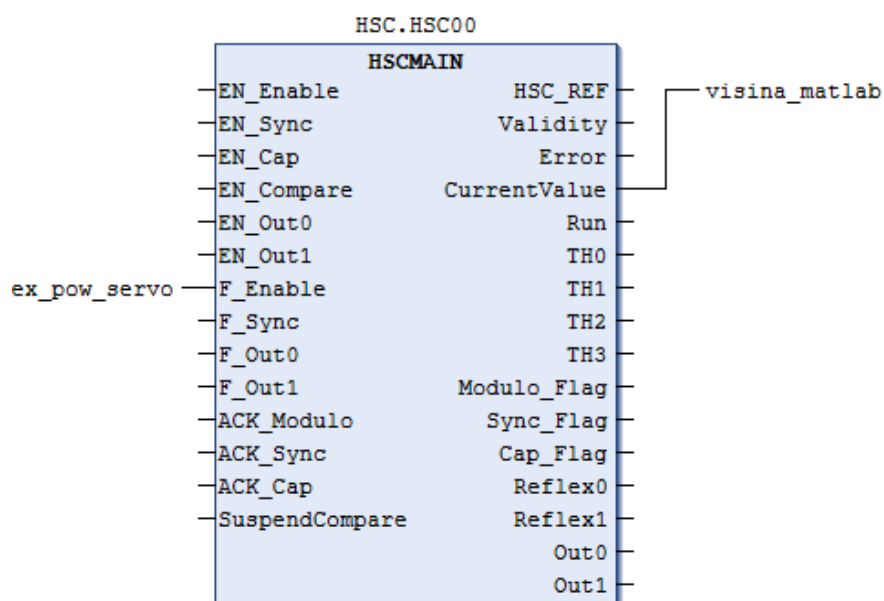 HSC.HSC00
HSCMAIN
EN_Enable HSC_REF visina_matlab
EN_Sync Validity
EN_Cap Error
EN_Compare CurrentValue
EN_Out0 Run
EN_Out1 TH0
ex_pow_servo F_Enable TH1
F_Sync TH2
F_Out0 TH3
F_Out1 Modulo_Flag
ACK_Modulo Sync_Flag
ACK_Sync Cap_Flag
ACK_Cap Reflex0
SuspendCompare Reflex1
Out0
Out1